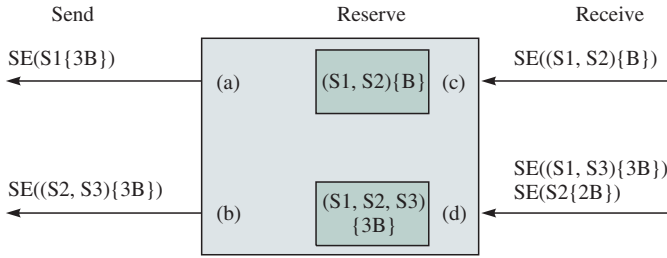 Send Reserve Receive
SE(S1{3B}) (a) (S1, S2){B} (c) SE((S1, S2){B})
SE((S2, S3){3B}) (b) (S1, S2, S3) (d) SE((S1, S3){3B})
{3B} SE(S2{2B})